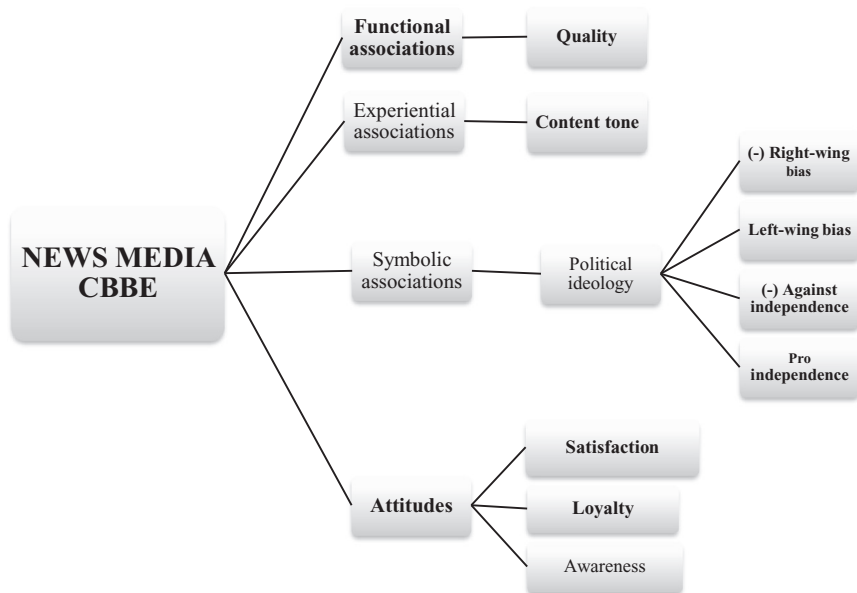 Functional
associations
Quality
Experiential
associations
Content tone
(-) Right-wing
bias
Left-wing bias
NEWS MEDIA
CBBE
Symbolic
associations
Political
ideology
(-) Against
independence
Pro
independence
Satisfaction
Attitudes
Loyalty
Awareness